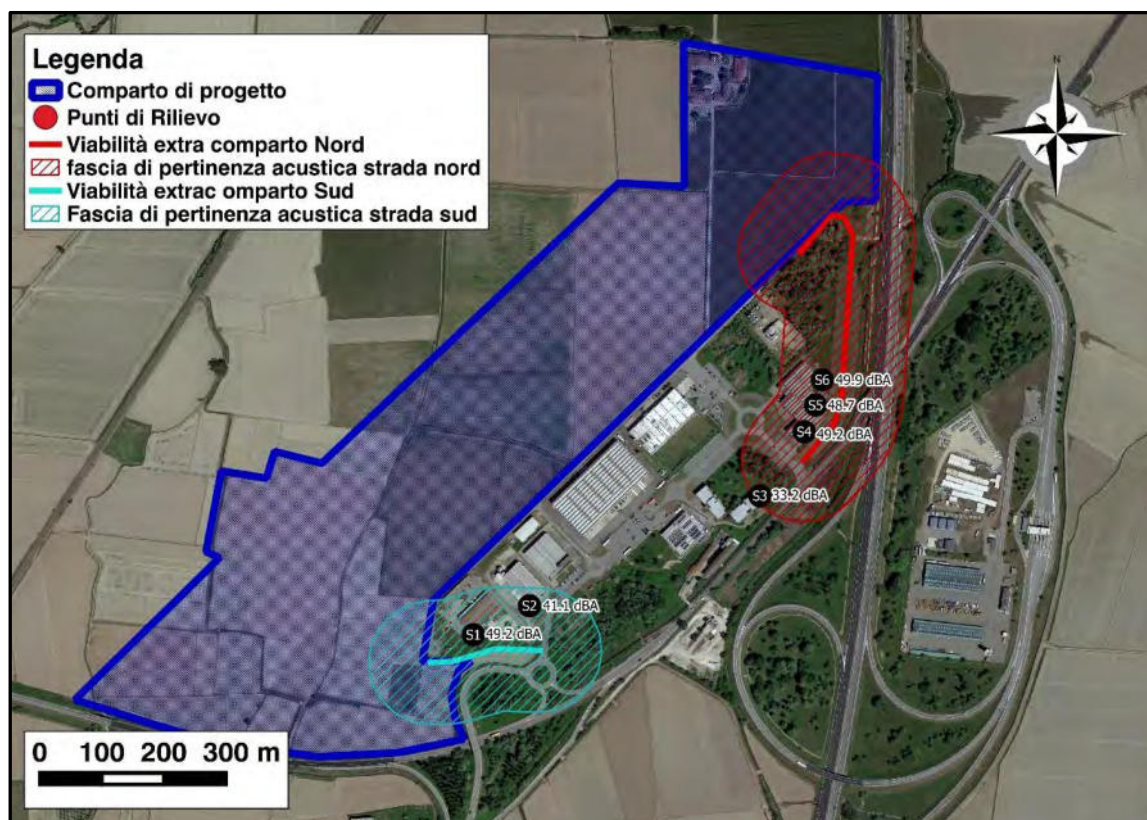 Legenda
Comparto di progetto
Punti di Rilievo
Viabilità extra comparto Nord
fascia di pertinenza acustica strada nord
Viabilità extrac omparto Sud
Fascia di pertinenza acustica strada sud
N
S6 49.9 dBA
S5 48.7 dBA
S4 49.2 dBA
S3 33.2 dBA
S2 41.1 dBA
S1 49.2 dBA
0 100 200 300 m